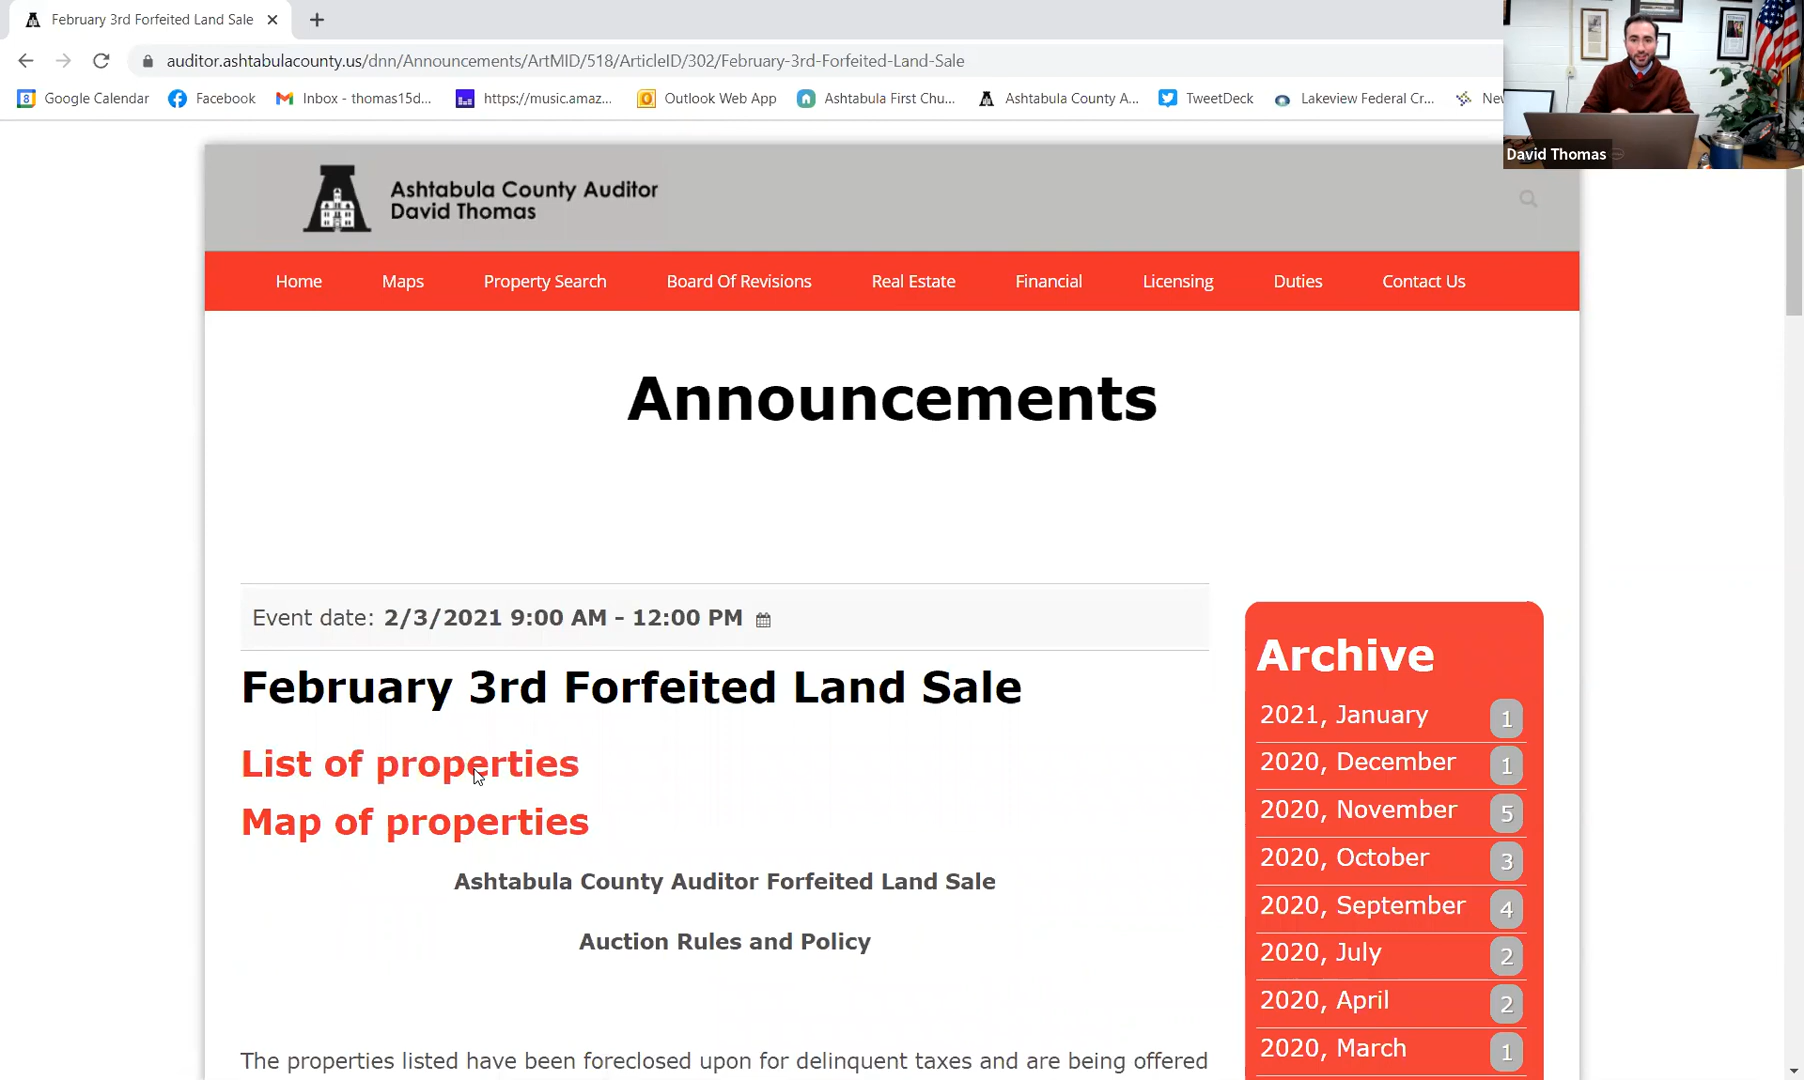 February 3rd Forfeited Land Sale
auditor.ashtabulacounty.us/dnn/Announcements/ArtMID/518/ArticleID/302/February-3rd-Forfeited-Land-Sale
8 Google Calendar Facebook Inbox - thomas15d... https://music.amaz... Outlook Web App Ashtabula First Chu... Ashtabula County A... TweetDeck Lakeview Federal Cr... Nev
David Thomas
Ashtabula County Auditor
David Thomas
Home Maps Property Search Board Of Revisions Real Estate Financial Licensing Duties Contact Us
Announcements
Event date: 2/3/2021 9:00 AM - 12:00 PM
February 3rd Forfeited Land Sale
List of properties
Map of properties
Ashtabula County Auditor Forfeited Land Sale
Auction Rules and Policy
The properties listed have been foreclosed upon for delinquent taxes and are being offered
Archive
2021, January 1
2020, December 1
2020, November 5
2020, October 3
2020, September 4
2020, July 2
2020, April 2
2020, March 1